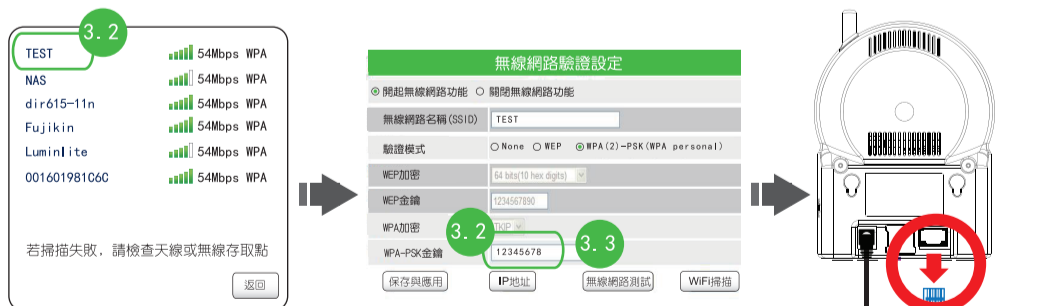 3.2
TEST 54Mbps WPA
NAS 54Mbps WPA
dir615-11n 54Mbps WPA
Fujikin 54Mbps WPA
Luminlite 54Mbps WPA
001601981C6C 54Mbps WPA
若掃描失敗，請檢查天線或無線存取點
返回
無線網路驗證設定
開起無線網路功能 關閉無線網路功能
無線網路名稱(SSID) TEST
驗證模式 None WEP WPA(2)-PSK(WPA personal)
WEP加密 64 bits(10 hex digits)
WEP金鑰 1234567890
WPA加密 TKIP
3.2
3.3
WPA-PSK金鑰 12345678
保存與應用 IP地址 無線網路測試 WiFi掃描